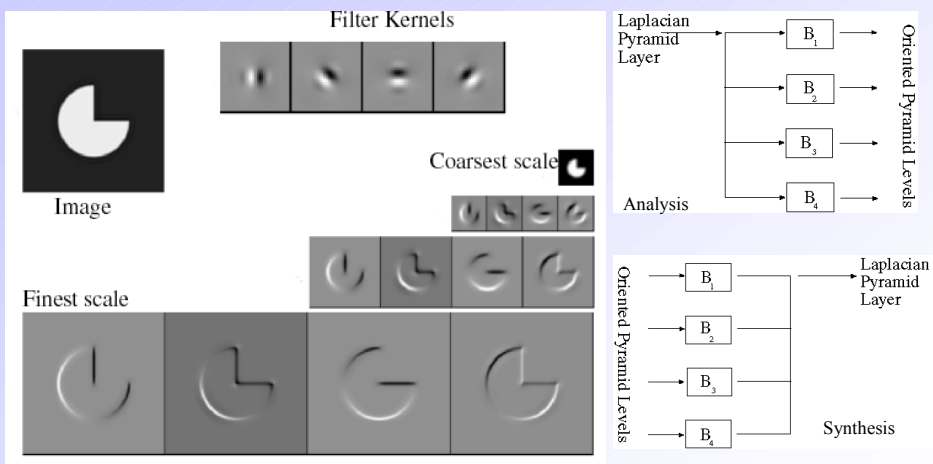 Filter Kernels
Image
Coarsest scale
Finest scale
Laplacian
Pyramid
Layer
B1
B2
B3
B4
Oriented Pyramid Levels
Analysis
Oriented Pyramid Levels
B1
B2
B3
B4
Laplacian
Pyramid
Layer
Synthesis